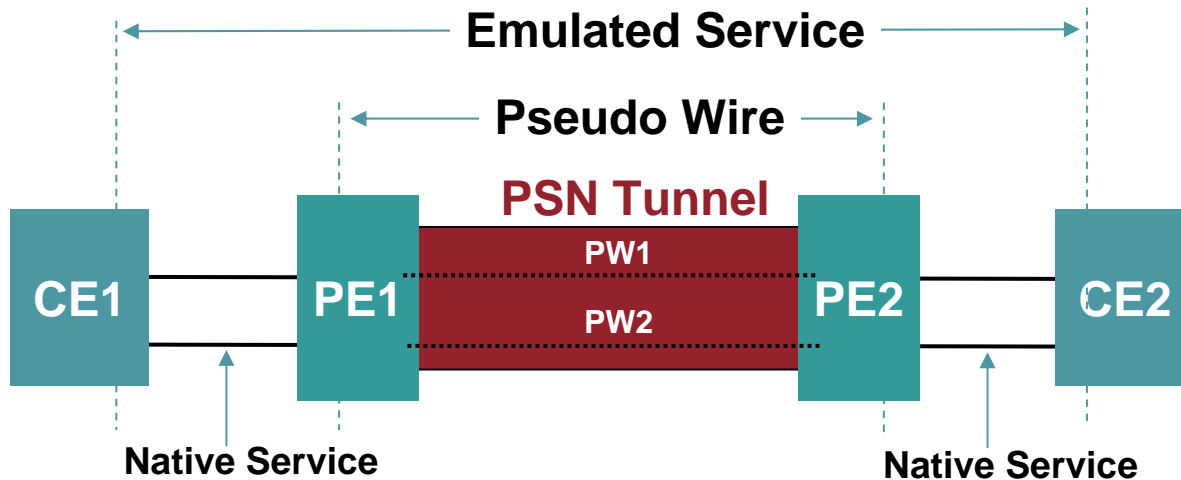 Emulated Service
Pseudo Wire
PSN Tunnel
PW1
CE1
PE1
PE2
CE2
PW2
Native Service
Native Service